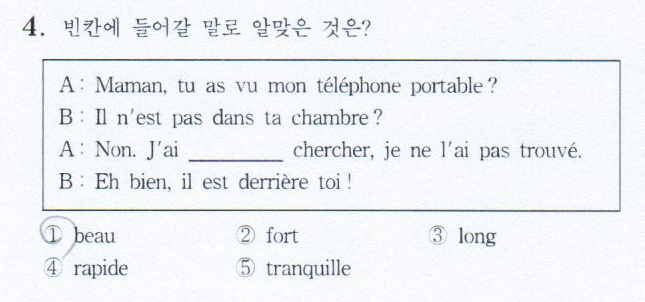 4. 빈칸에 들어갈 말로 알맞은 것은?
A : Maman, tu as vu mon téléphone portable ?
B : Il n'est pas dans ta chambre ?
A : Non. J'ai ________ chercher, je ne l'ai pas trouvé.
B : Eh bien, il est derrière toi !
① beau ② fort ③ long
④ rapide ⑤ tranquille